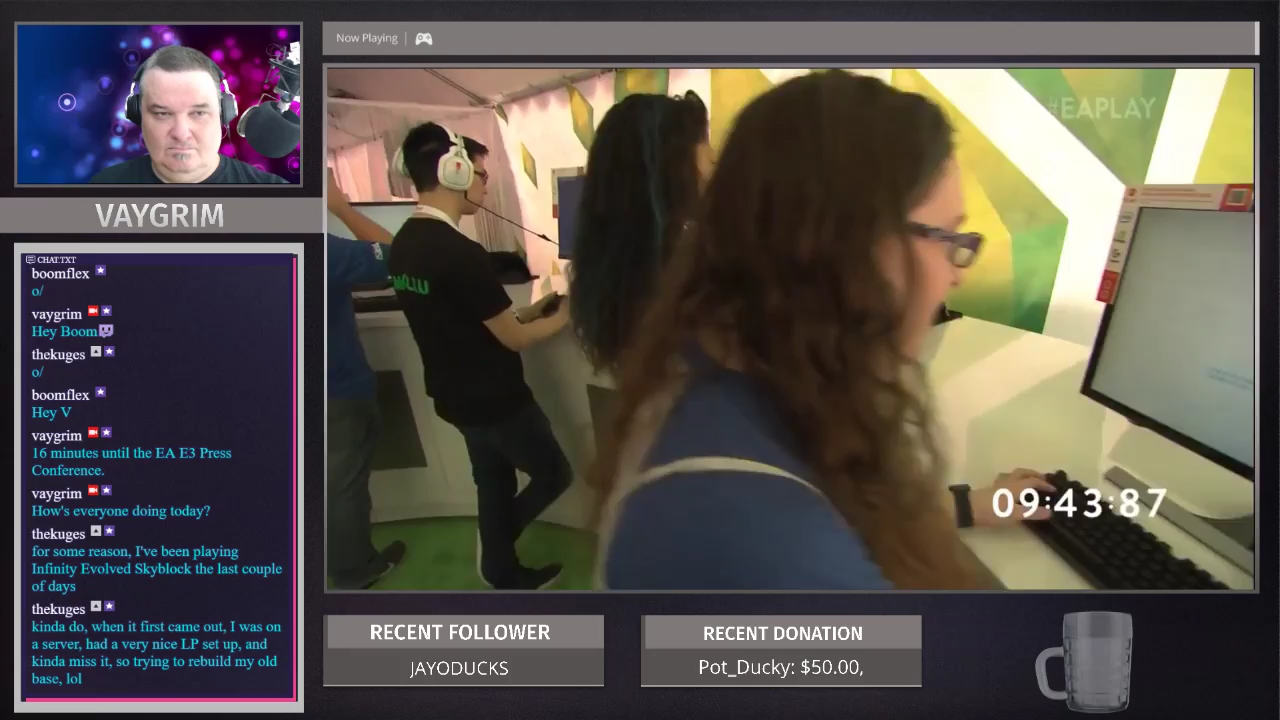 Now Playing
#EAPLAY
VAYGRIM
CHAT.TXT
boomflex
o/
vaygrim
Hey Boom
thekuges
o/
boomflex
Hey V
vaygrim
16 minutes until the EA E3 Press
Conference.
vaygrim
How's everyone doing today?
thekuges
for some reason, I've been playing
Infinity Evolved Skyblock the last couple
of days
thekuges
kinda do, when it first came out, I was on
a server, had a very nice LP set up, and
kinda miss it, so trying to rebuild my old
base, lol
09:43:87
RECENT FOLLOWER
JAYODUCKS
RECENT DONATION
Pot_Ducky: $50.00,